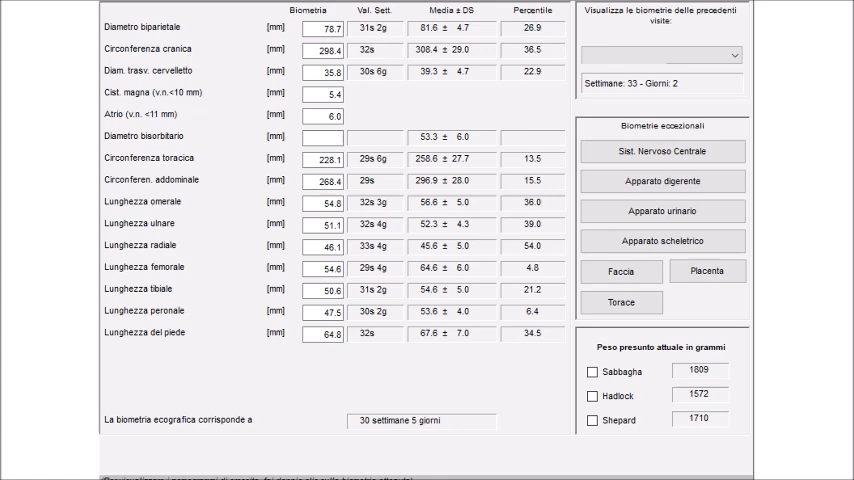 Biometria Val. Sett. Media ± DS Percentile
Diametro biparietale [mm] 78.7 31s 2g 81.6 ± 4.7 26.9
Circonferenza cranica [mm] 298.4 32s 308.4 ± 29.0 36.5
Diam. trasv. cervelletto [mm] 35.8 30s 6g 39.3 ± 4.7 22.9
Cist. magna (v.n.<10 mm) [mm] 5.4
Atrio (v.n. <11 mm) [mm] 6.0
Diametro bisorbitario [mm] 53.3 ± 6.0
Circonferenza toracica [mm] 228.1 29s 6g 258.6 ± 27.7 13.5
Circonferen. addominale [mm] 268.4 29s 296.9 ± 28.0 15.5
Lunghezza omerale [mm] 54.8 32s 3g 56.6 ± 5.0 36.0
Lunghezza ulnare [mm] 51.1 32s 4g 52.3 ± 4.3 39.0
Lunghezza radiale [mm] 46.1 33s 4g 45.6 ± 5.0 54.0
Lunghezza femorale [mm] 54.6 29s 4g 64.6 ± 6.0 4.8
Lunghezza tibiale [mm] 50.6 31s 2g 54.6 ± 5.0 21.2
Lunghezza peronale [mm] 47.5 30s 2g 53.6 ± 4.0 6.4
Lunghezza del piede [mm] 64.8 32s 67.6 ± 7.0 34.5
La biometria ecografica corrisponde a 30 settimane 5 giorni
Visualizza le biometrie delle precedenti
visite:
Settimane: 33 - Giorni: 2
Biometrie eccezionali
Sist. Nervoso Centrale
Apparato digerente
Apparato urinario
Apparato scheletrico
Faccia Placenta
Torace
Peso presunto attuale in grammi
Sabbagha 1809
Hadlock 1572
Shepard 1710